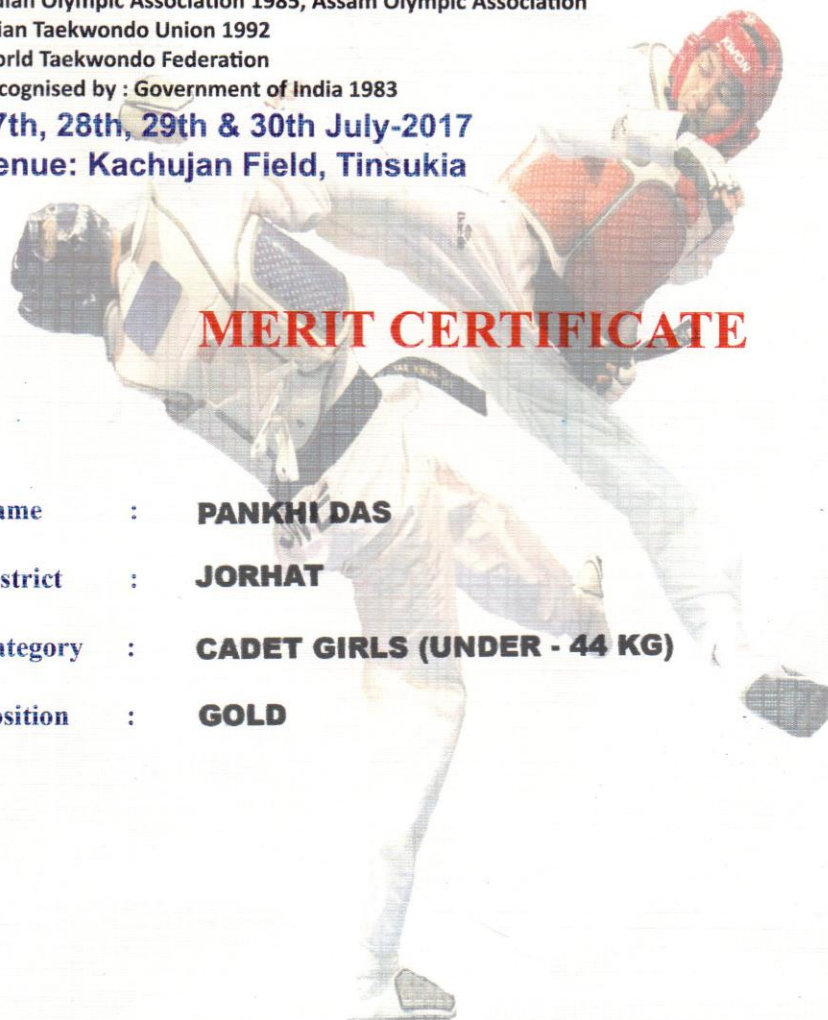 dian Olympic Association 1985, Assam Olympic Association
ian Taekwondo Union 1992
orld Taekwondo Federation
cognised by : Government of India 1983
7th, 28th, 29th & 30th July-2017
enue: Kachujan Field, Tinsukia
KWON
MERIT CERTIFICATE
ame : PANKHI DAS
strict : JORHAT
ategory : CADET GIRLS (UNDER - 44 KG)
osition : GOLD